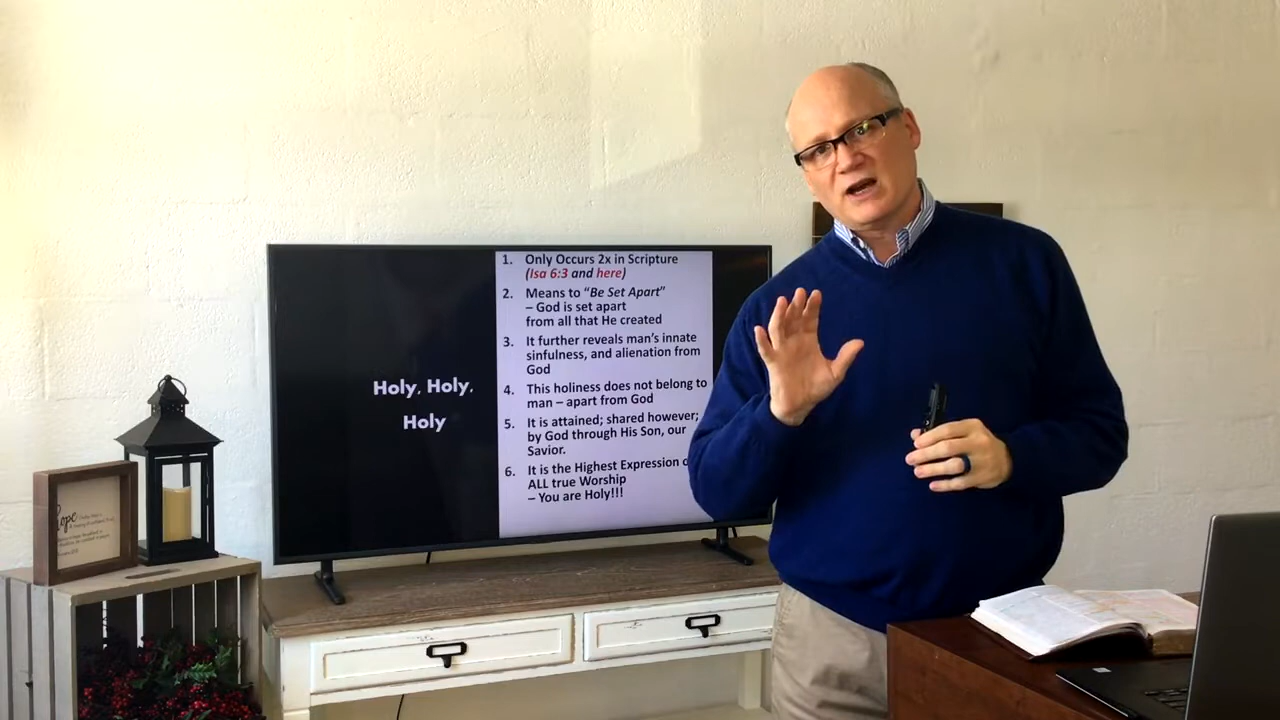 Holy, Holy,
Holy
1. Only Occurs 2x in Scripture
(Isa 6:3 and here)
2. Means to “Be Set Apart”
– God is set apart
from all that He created
3. It further reveals man’s innate
sinfulness, and alienation from
God
4. This holiness does not belong to
man – apart from God
5. It is attained; shared however;
by God through His Son, our
Savior.
6. It is the Highest Expression o
ALL true Worship
– You are Holy!!!
hope